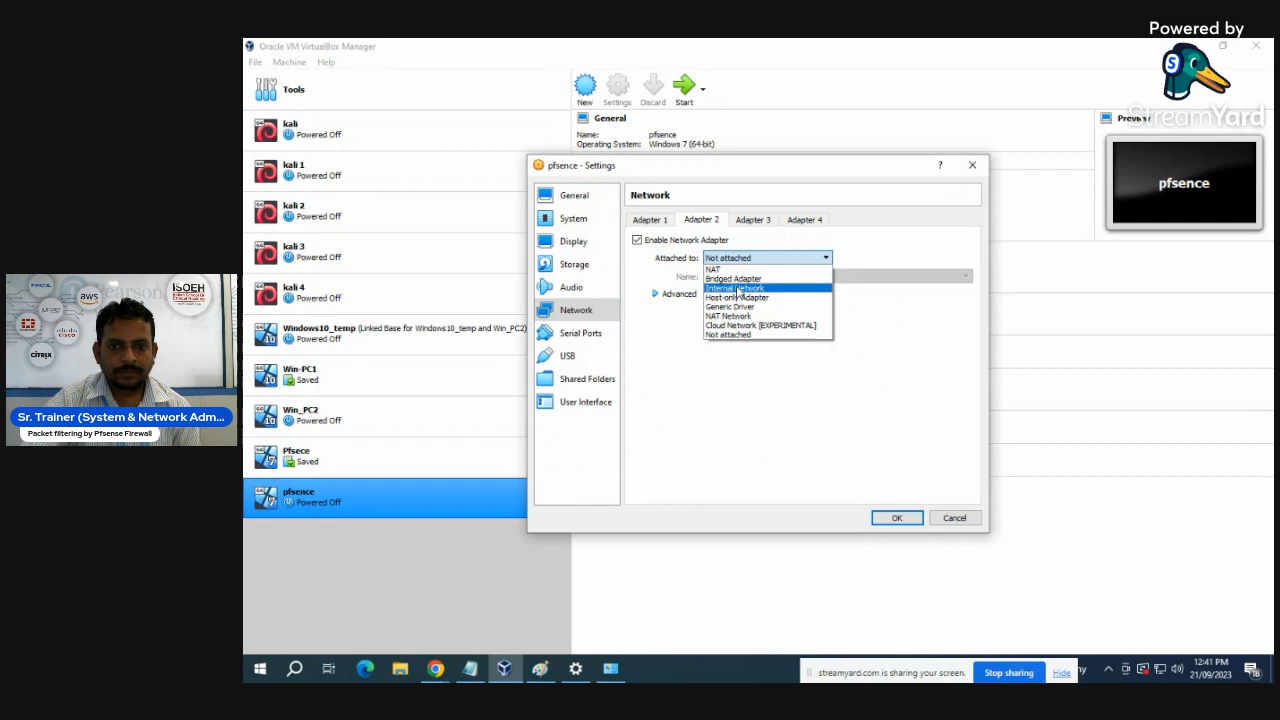 Powered by
StreamYard
Oracle VM VirtualBox Manager
File Machine Help
Tools
New Settings Discard Start
kali
Powered Off
kali 1
Powered Off
kali 2
Powered Off
kali 3
Powered Off
kali 4
Powered Off
Windows10_temp (Linked Base for Windows10_temp and Win_PC2)
Powered Off
Win-PC1
Saved
Win_PC2
Powered Off
Pfsece
Saved
pfsence
Powered Off
General
Name: pfsence
Operating System: Windows 7 (64-bit)
Preview
pfsence
pfsence - Settings
General
System
Display
Storage
Audio
Network
Serial Ports
USB
Shared Folders
User Interface
Network
Adapter 1 Adapter 2 Adapter 3 Adapter 4
Enable Network Adapter
Attached to: Not attached
Name:
Advanced
NAT
Bridged Adapter
Internal Network
Host-only Adapter
Generic Driver
NAT Network
Cloud Network [EXPERIMENTAL]
Not attached
OK Cancel
HCL
aws
Pearson
ISOEH
CITRIX
Sr. Trainer (System & Network Adm...
Packet filtering by Pfsense Firewall
streamyard.com is sharing your screen. Stop sharing Hide
12:41 PM
21/09/2023
18